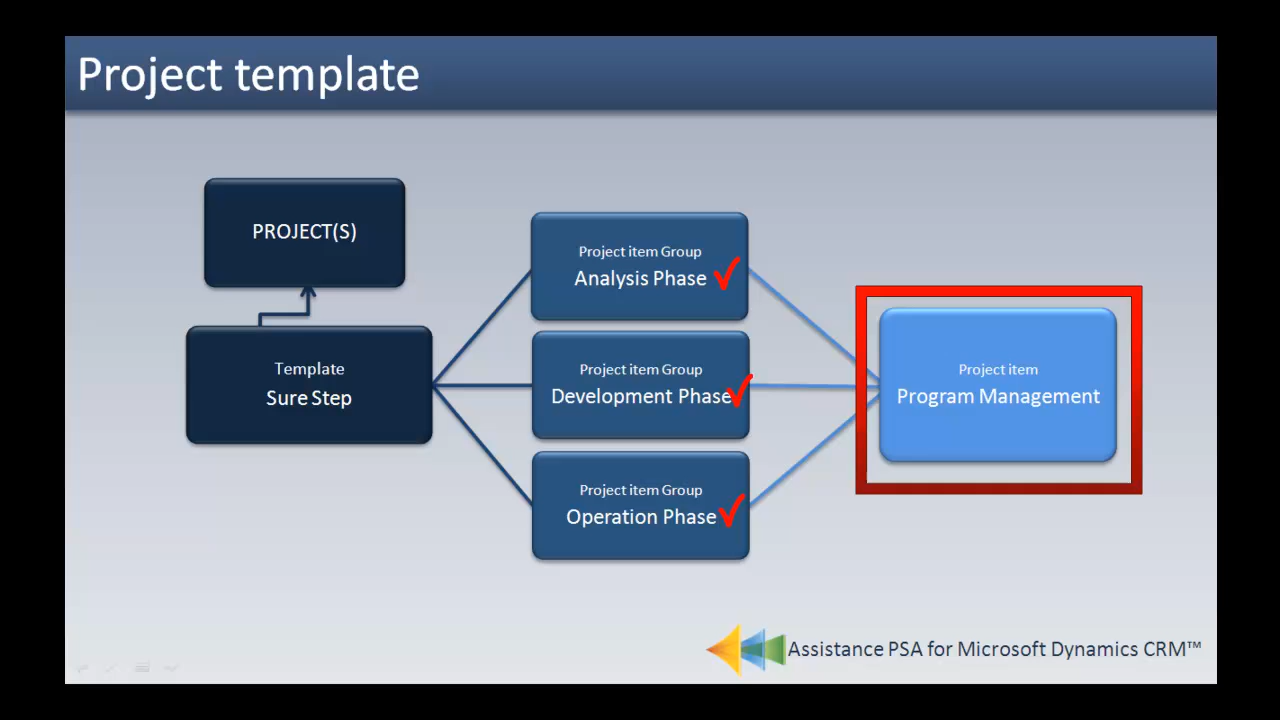 Project template
PROJECT(S)
Template
Sure Step
Project item Group
Analysis Phase
Project item Group
Development Phase
Project item Group
Operation Phase
Project item
Program Management
Assistance PSA for Microsoft Dynamics CRM™